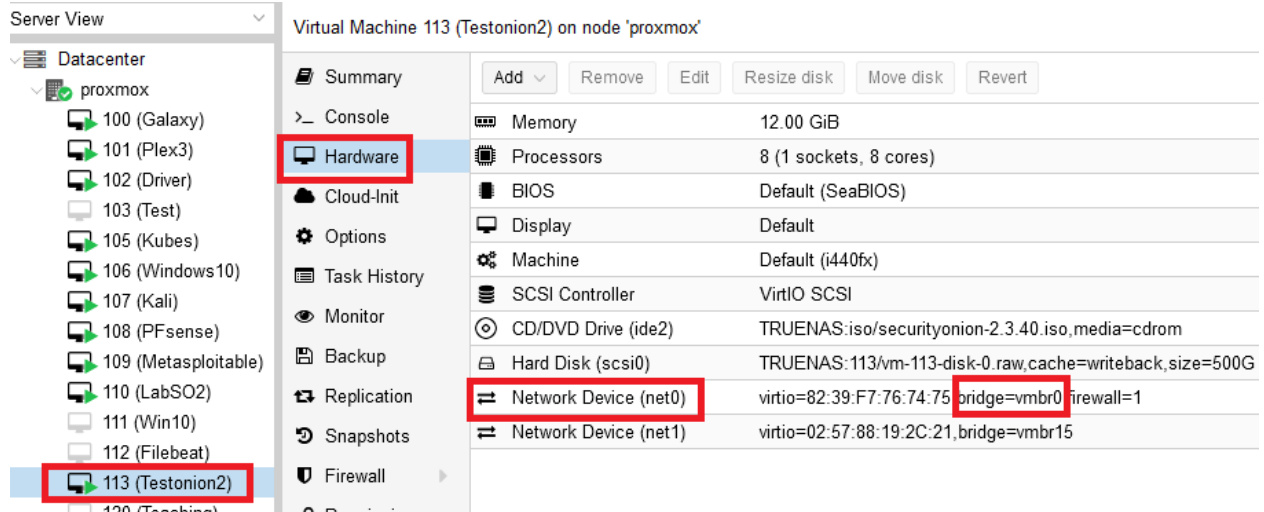 Server View
Datacenter
proxmox
100 (Galaxy)
101 (Plex3)
102 (Driver)
103 (Test)
105 (Kubes)
106 (Windows10)
107 (Kali)
108 (PFsense)
109 (Metasploitable)
110 (LabSO2)
111 (Win10)
112 (Filebeat)
113 (Testonion2)
Virtual Machine 113 (Testonion2) on node 'proxmox'
Summary
Console
Hardware
Cloud-Init
Options
Task History
Monitor
Backup
Replication
Snapshots
Firewall
Add Remove Edit Resize disk Move disk Revert
Memory 12.00 GiB
Processors 8 (1 sockets, 8 cores)
BIOS Default (SeaBIOS)
Display Default
Machine Default (i440fx)
SCSI Controller VirtIO SCSI
CD/DVD Drive (ide2) TRUENAS:iso/securityonion-2.3.40.iso,media=cdrom
Hard Disk (scsi0) TRUENAS:113/vm-113-disk-0.raw,cache=writeback,size=500G
Network Device (net0) virtio=82:39:F7:76:74:75,bridge=vmbr0,firewall=1
Network Device (net1) virtio=02:57:88:19:2C:21,bridge=vmbr15